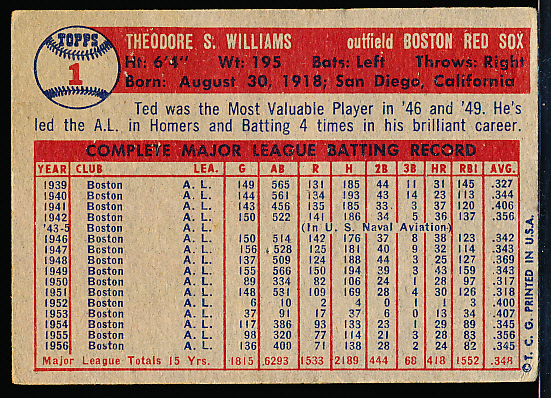 TOPPS
1
THEODORE S. WILLIAMS outfield BOSTON RED SOX
Ht: 6'4" Wt: 195 Bats: Left Throws: Right
Born: August 30, 1918; San Diego, California
Ted was the Most Valuable Player in '46 and '49. He's
led the A.L. in Homers and Batting 4 times in his brilliant career.
COMPLETE MAJOR LEAGUE BATTING RECORD
YEAR CLUB LEA. G AB R H 2B 3B HR RBI AVG.
1939 Boston A. L. 149 565 131 185 44 11 31 145 .327
1940 Boston A. L. 144 561 134 193 43 14 23 113 .344
1941 Boston A. L. 143 456 135 185 33 3 37 120 .406
1942 Boston A. L. 150 522 141 186 34 5 36 137 .356
'43-5 Boston A. L. (In U. S. Naval Aviation)
1946 Boston A. L. 150 514 142 176 37 8 38 123 .342
1947 Boston A. L. 156 528 125 181 40 9 32 114 .343
1948 Boston A. L. 137 509 124 188 44 3 25 127 .369
1949 Boston A. L. 155 566 150 194 39 3 43 159 .343
1950 Boston A. L. 89 334 82 106 24 1 28 97 .317
1951 Boston A. L. 148 531 109 169 28 4 30 126 .318
1952 Boston A. L. 6 10 2 4 0 1 1 3 .400
1953 Boston A. L. 37 91 17 37 6 0 13 34 .407
1954 Boston A. L. 117 386 93 133 23 1 29 89 .345
1955 Boston A. L. 98 320 77 114 21 3 28 83 .356
1956 Boston A. L. 136 400 71 138 28 2 24 82 .345
Major League Totals 15 Yrs. 1815 6293 1533 2189 444 68 418 1552 .348
© T. C. G. PRINTED IN U.S.A.